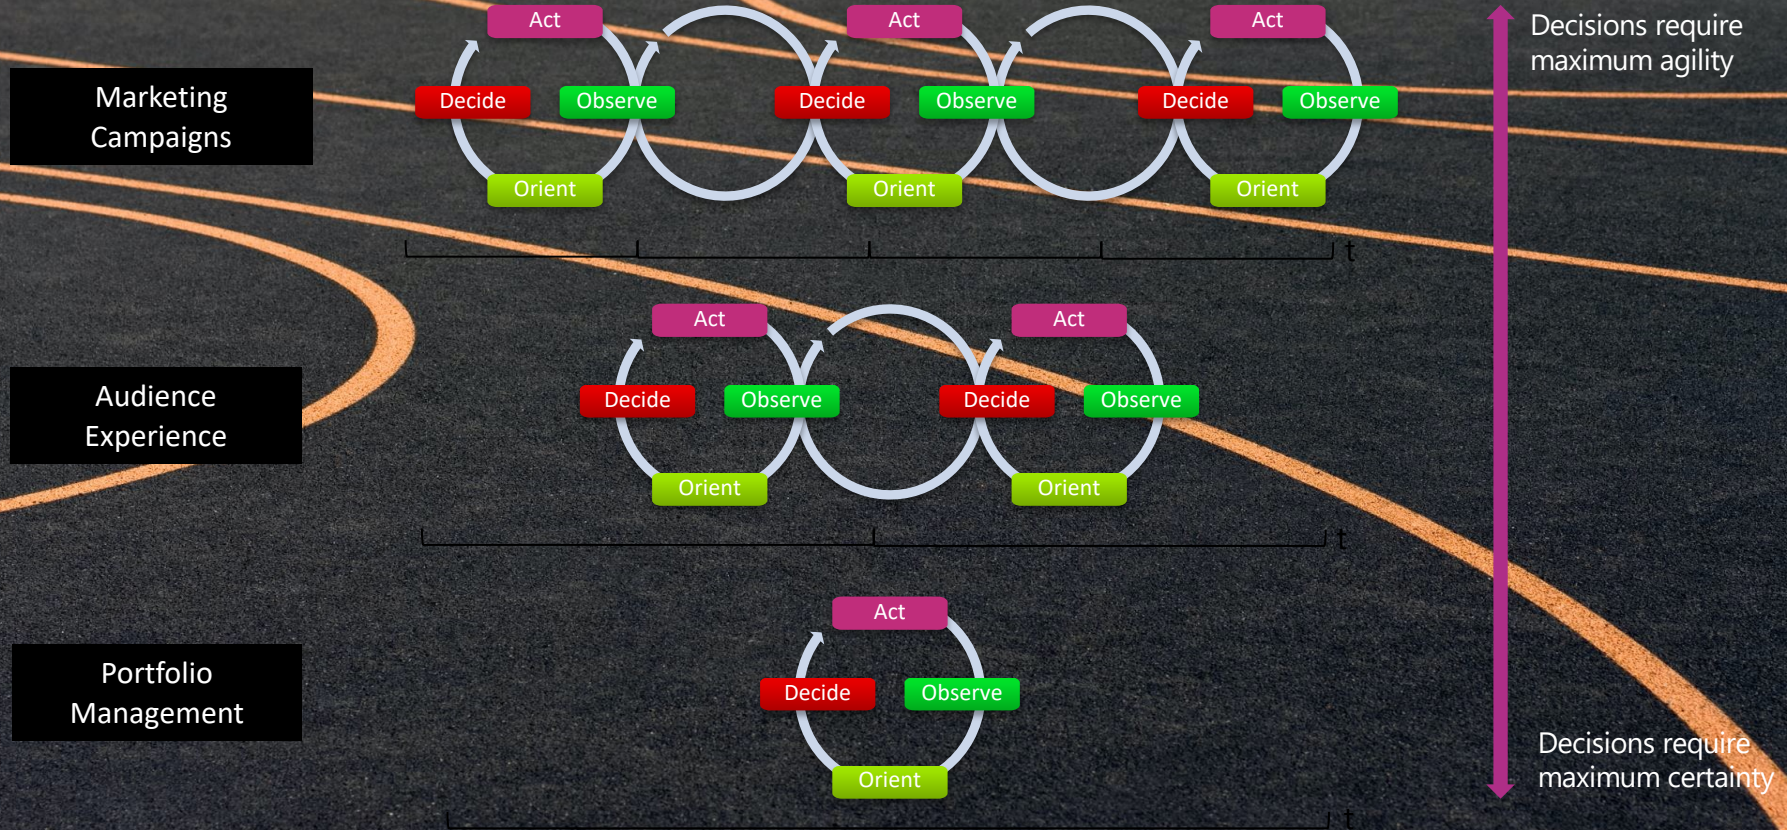 Act
Act
Act
Decisions require
maximum agility
Marketing
Campaigns
Decide
Observe
Decide
Observe
Decide
Observe
Orient
Orient
Orient
t
Act
Act
Audience
Experience
Decide
Observe
Decide
Observe
Orient
Orient
t
Act
Portfolio
Management
Decide
Observe
Orient
Decisions require
maximum certainty
t